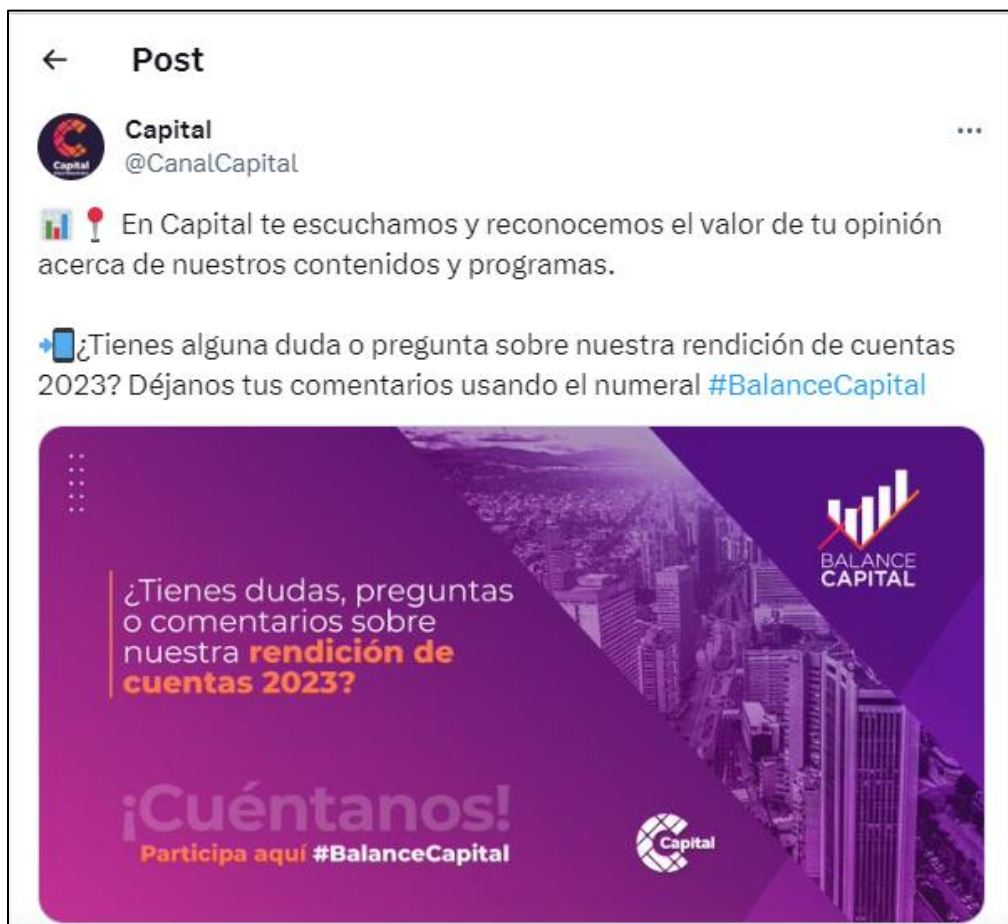 Post
Capital
@CanalCapital
En Capital te escuchamos y reconocemos el valor de tu opinión
acerca de nuestros contenidos y programas.
¿Tienes alguna duda o pregunta sobre nuestra rendición de cuentas
2023? Déjanos tus comentarios usando el numeral #BalanceCapital
BALANCE
CAPITAL
¿Tienes dudas, preguntas
o comentarios sobre
nuestra rendición de
cuentas 2023?
¡Cuéntanos!
Participa aquí #BalanceCapital
Capital